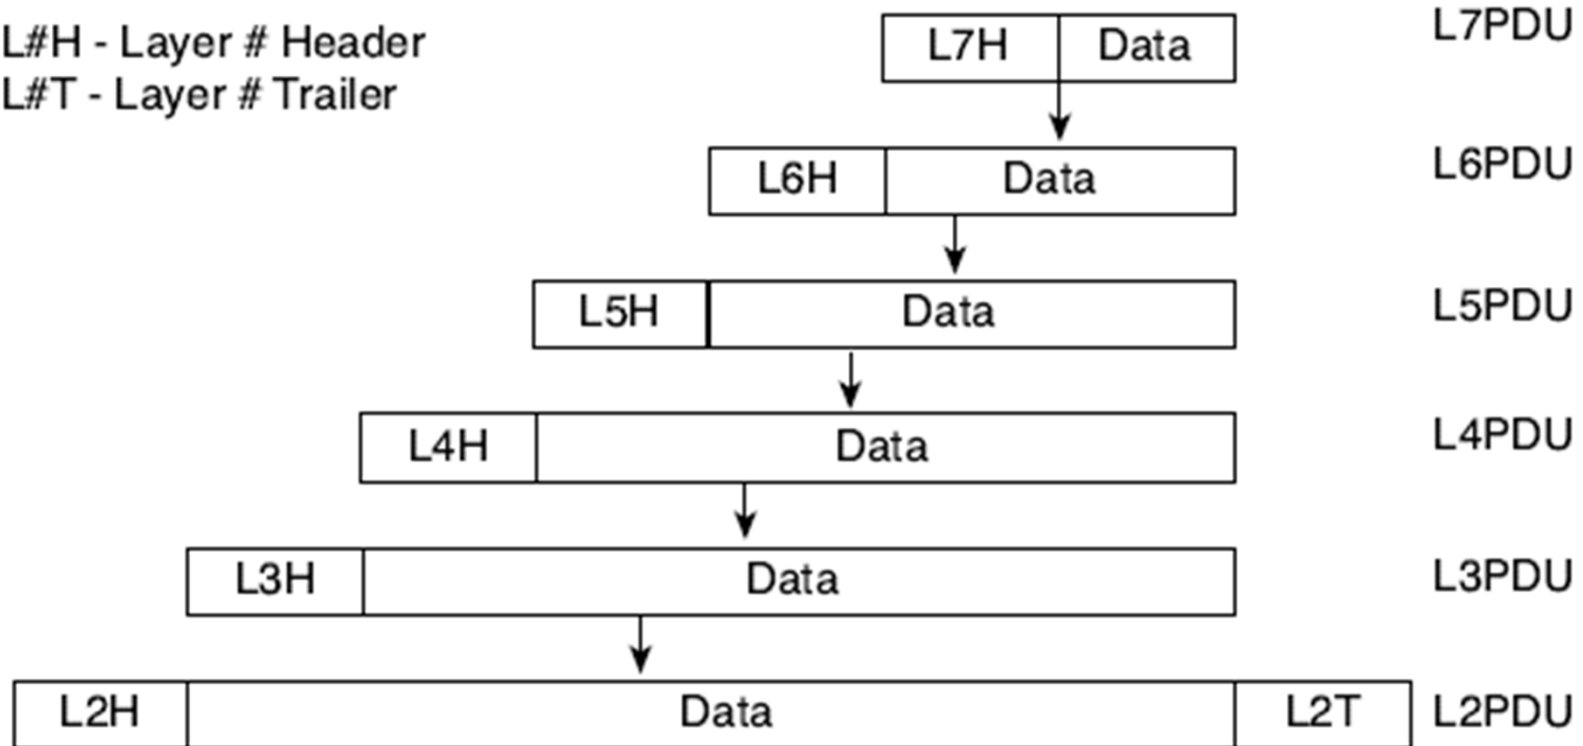 L#H - Layer # Header
L#T - Layer # Trailer
L7H Data L7PDU
L6H Data L6PDU
L5H Data L5PDU
L4H Data L4PDU
L3H Data L3PDU
L2H Data L2T L2PDU